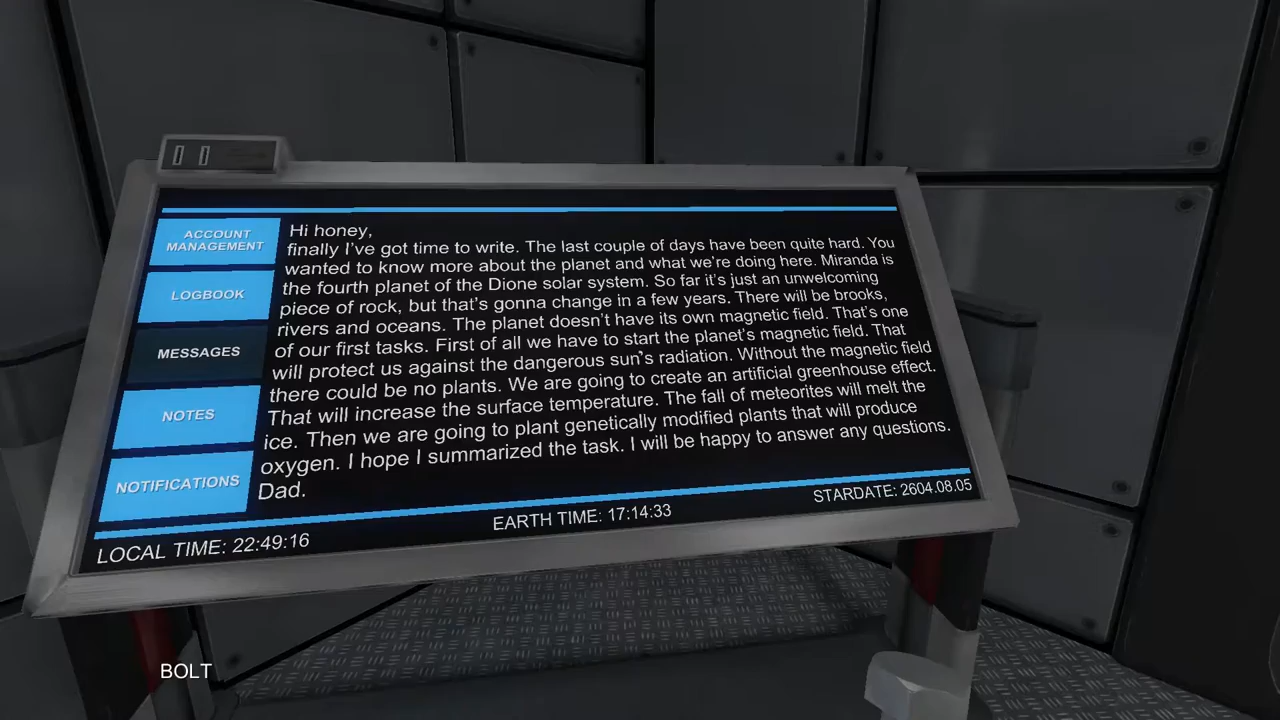 ACCOUNT
MANAGEMENT
LOGBOOK
MESSAGES
NOTES
NOTIFICATIONS
Hi honey,
finally I've got time to write. The last couple of days have been quite hard. You
wanted to know more about the planet and what we're doing here. Miranda is
the fourth planet of the Dione solar system. So far it's just an unwelcoming
piece of rock, but that's gonna change in a few years. There will be brooks,
rivers and oceans. The planet doesn't have its own magnetic field. That's one
of our first tasks. First of all we have to start the planet's magnetic field. That
will protect us against the dangerous sun's radiation. Without the magnetic field
there could be no plants. We are going to create an artificial greenhouse effect.
That will increase the surface temperature. The fall of meteorites will melt the
ice. Then we are going to plant genetically modified plants that will produce
oxygen. I hope I summarized the task. I will be happy to answer any questions.
Dad.
LOCAL TIME: 22:49:16
EARTH TIME: 17:14:33
STARDATE: 2604.08.05
BOLT